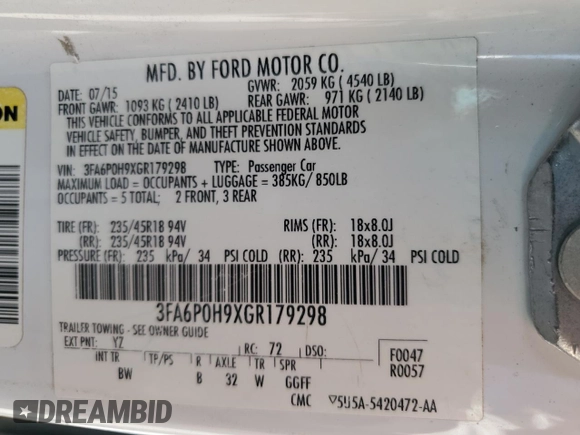 MFD. BY FORD MOTOR CO.
DATE: 07/15 GVWR: 2059 KG ( 4540 LB)
FRONT GAWR: 1093 KG ( 2410 LB) REAR GAWR: 971 KG ( 2140 LB)
THIS VEHICLE CONFORMS TO ALL APPLICABLE FEDERAL MOTOR
VEHICLE SAFETY, BUMPER, AND THEFT PREVENTION STANDARDS
IN EFFECT ON THE DATE OF MANUFACTURE SHOWN ABOVE.
VIN: 3FA6P0H9XGR179298 TYPE: Passenger Car
MAXIMUM LOAD = OCCUPANTS + LUGGAGE = 385KG/ 850LB
OCCUPANTS = 5 TOTAL; 2 FRONT, 3 REAR
TIRE (FR): 235/45R18 94V RIMS (FR): 18x8.0J
(RR): 235/45R18 94V (RR): 18x8.0J
PRESSURE (FR): 235 kPa/ 34 PSI COLD (RR): 235 kPa/ 34 PSI COLD
3FA6P0H9XGR179298
TRAILER TOWING - SEE OWNER GUIDE
EXT PNT: YZ RC: 72 DSO: F0047
INT TR TP/PS R AXLE TR SPR R0057
BW B 32 W GGFF
CMC ▽5U5A-5420472-AA
ON
DREAMBID
CARFAST